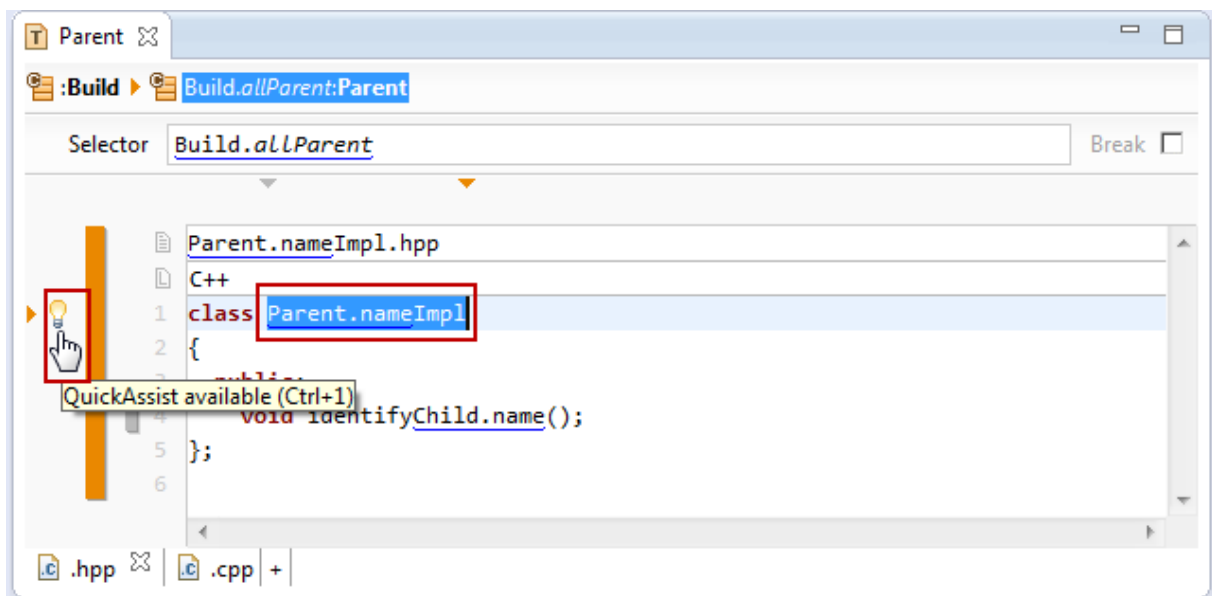 Parent
:Build Build.allParent:Parent
Selector Build.allParent Break
Parent.nameImpl.hpp
C++
1 class Parent.nameImpl
2 {
public:
QuickAssist available (Ctrl+1)
4 void identifyChild.name();
5 };
6
.hpp .cpp +